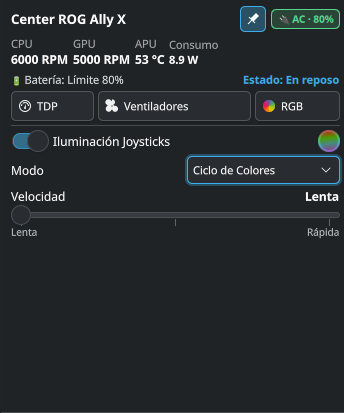 Center ROG Ally X
AC · 80%
CPU GPU APU Consumo
6000 RPM 5000 RPM 53 °C 8.9 W
Batería: Límite 80% Estado: En reposo
TDP Ventiladores RGB
Iluminación Joysticks
Modo Ciclo de Colores
Velocidad Lenta
Lenta Rápida